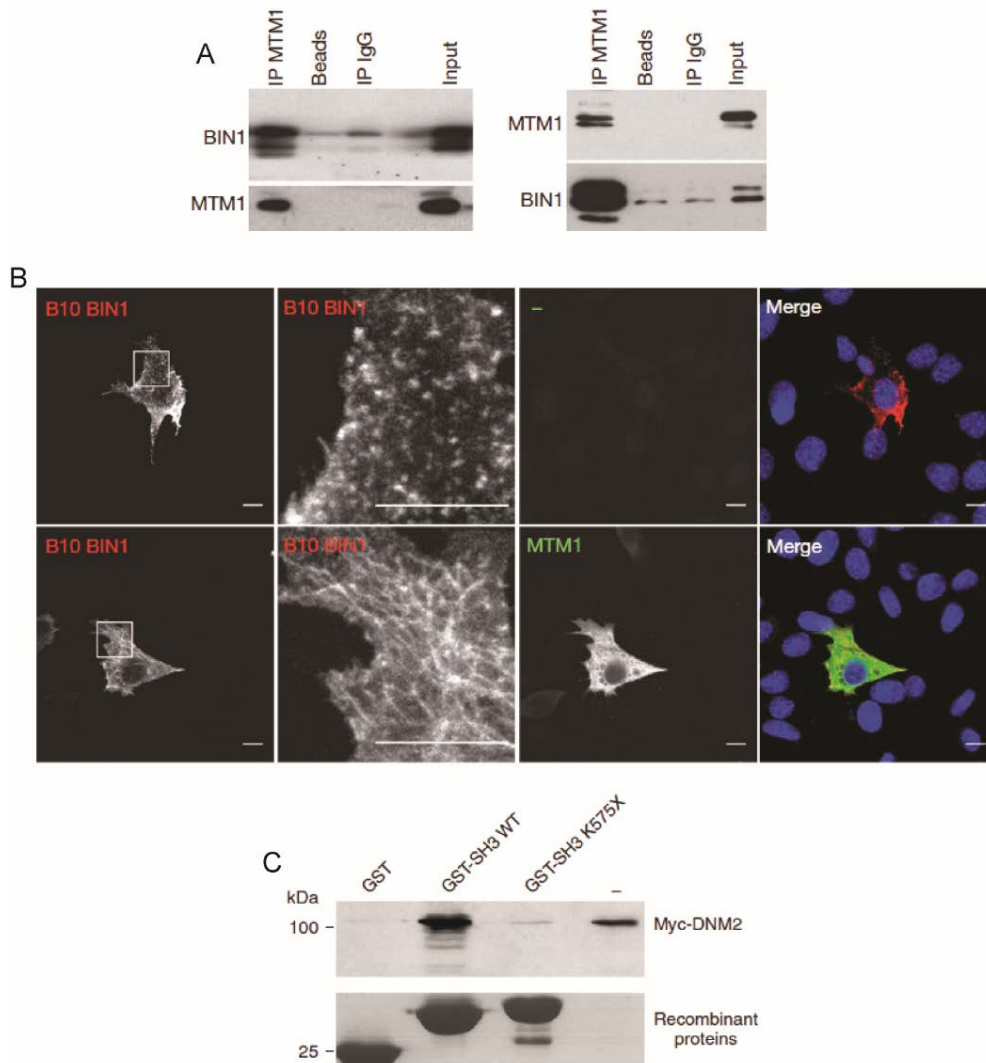 A
IP MTM1
Beads
IP IgG
Input
BIN1
MTM1
IP MTM1
Beads
IP IgG
Input
MTM1
BIN1
B
B10 BIN1
B10 BIN1
–
Merge
B10 BIN1
B10 BIN1
MTM1
Merge
C
GST
GST-SH3 WT
GST-SH3 K575X
–
kDa
100
Myc-DNM2
25
Recombinant
proteins